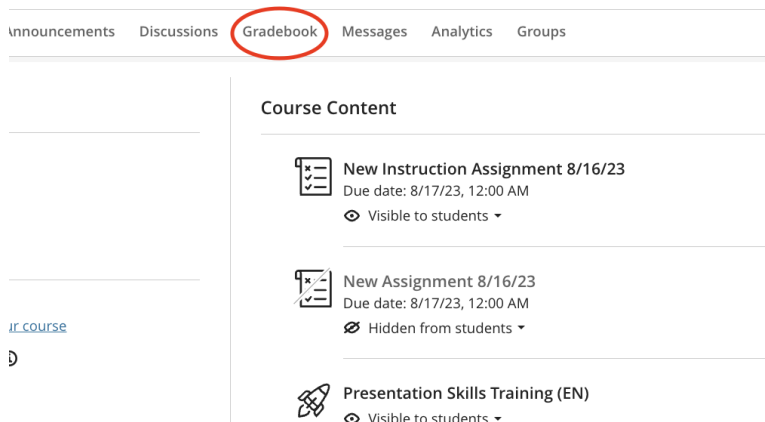 Announcements Discussions Gradebook Messages Analytics Groups
Course Content
New Instruction Assignment 8/16/23
Due date: 8/17/23, 12:00 AM
Visible to students
New Assignment 8/16/23
Due date: 8/17/23, 12:00 AM
Hidden from students
ur course
Presentation Skills Training (EN)
Visible to students